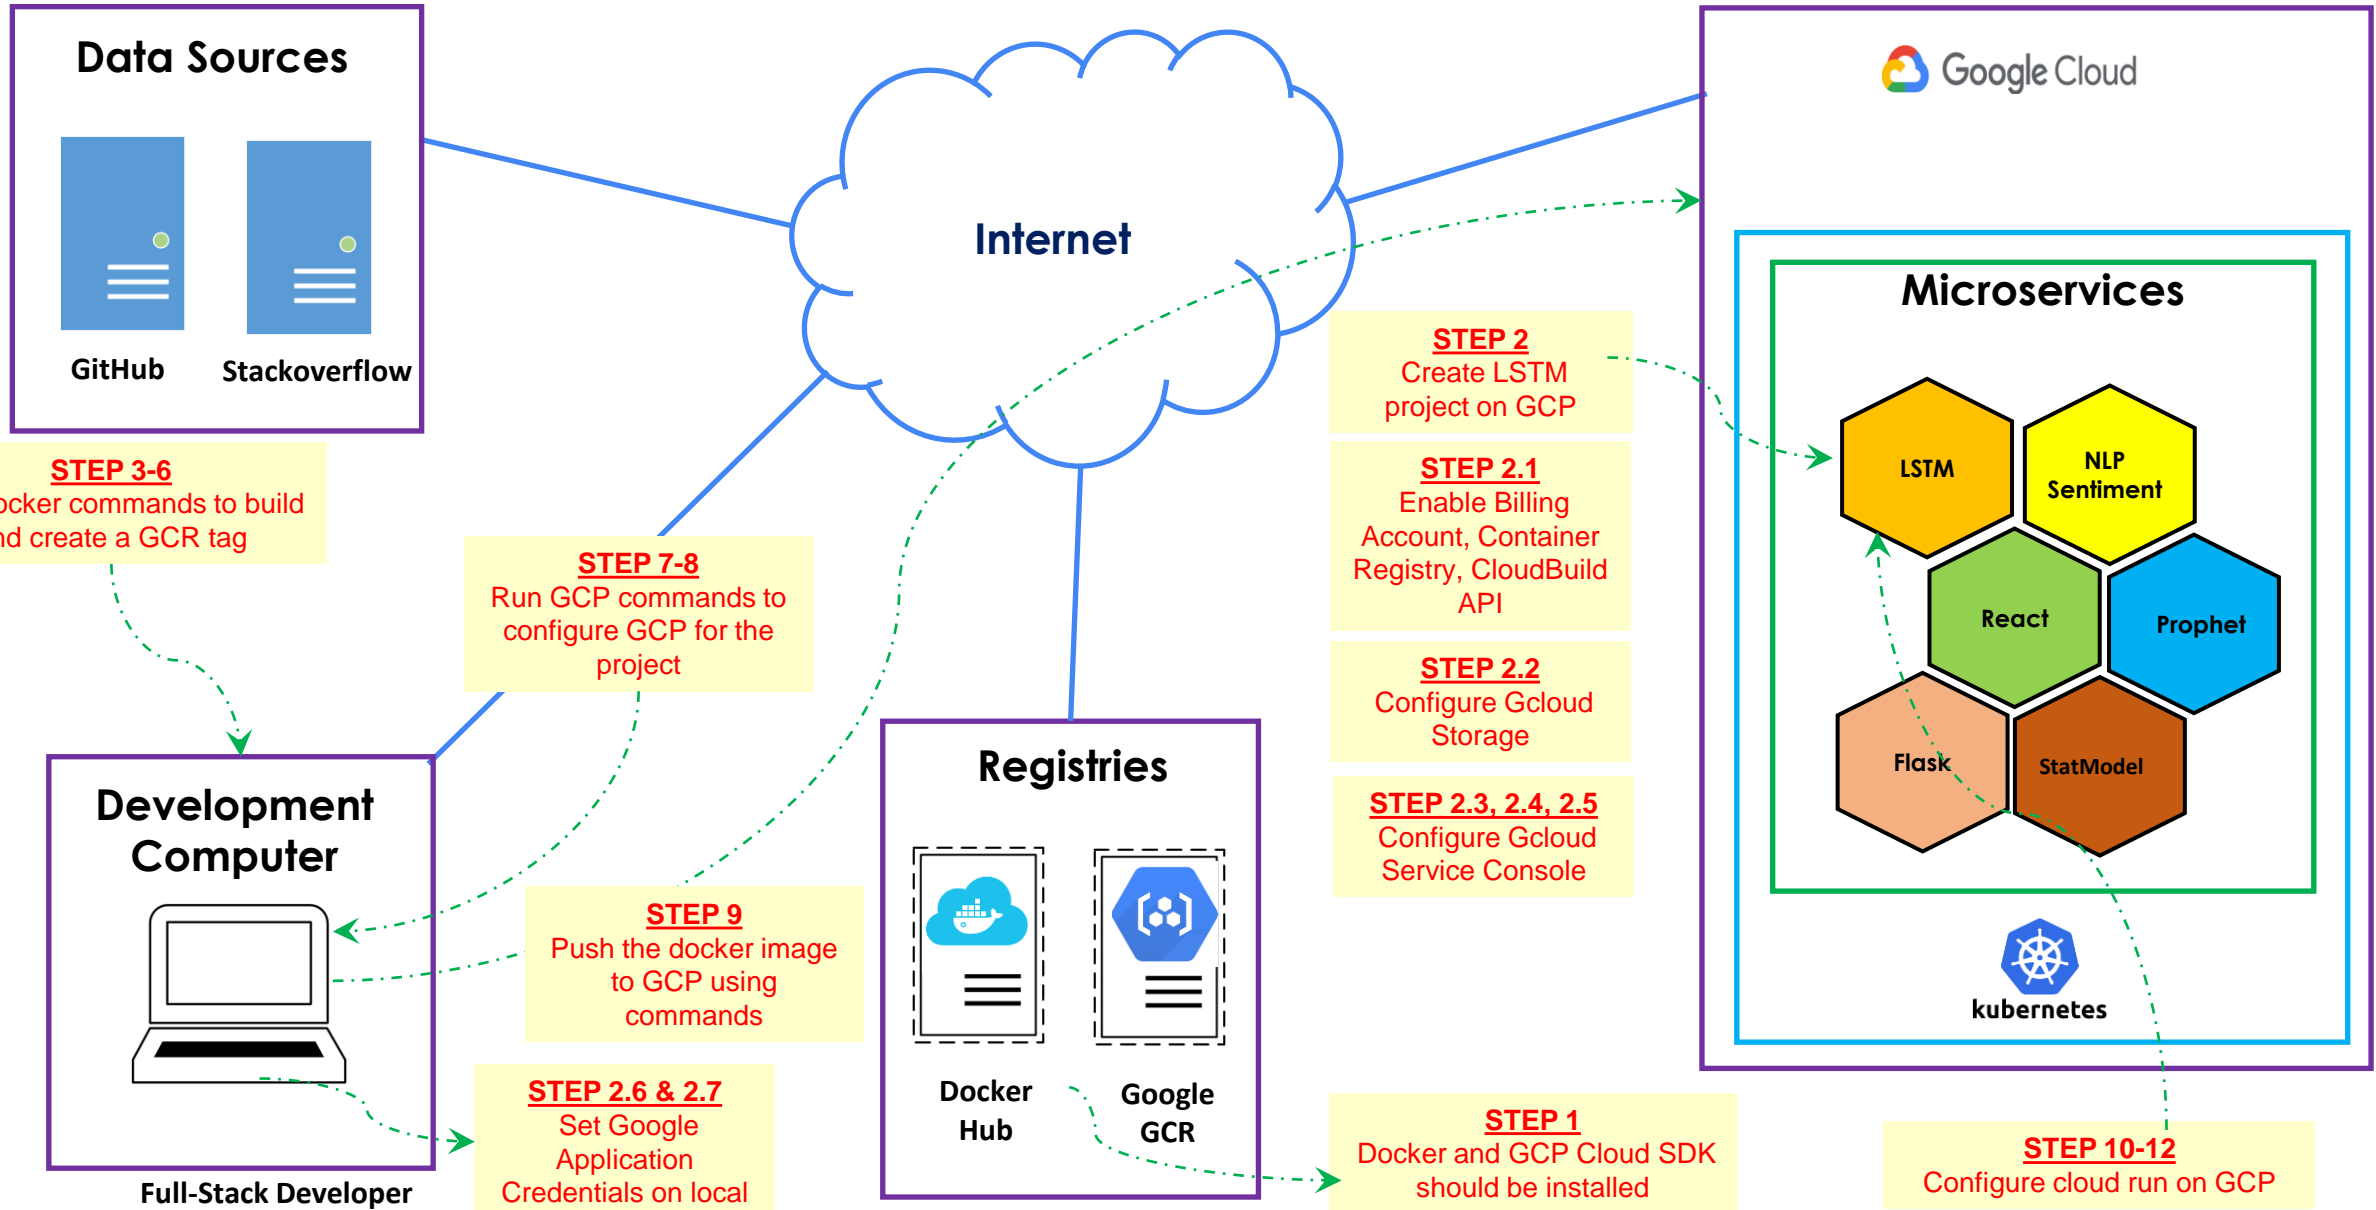 Data Sources
GitHub
Stackoverflow
Internet
Google Cloud
Microservices
LSTM
NLP
Sentiment
React
Prophet
Flask
StatModel
kubernetes
STEP 2
Create LSTM
project on GCP
STEP 2.1
Enable Billing
Account, Container
Registry, CloudBuild
API
STEP 2.2
Configure Gcloud
Storage
STEP 2.3, 2.4, 2.5
Configure Gcloud
Service Console
STEP 3-6
ocker commands to build
nd create a GCR tag
STEP 7-8
Run GCP commands to
configure GCP for the
project
Development
Computer
Full-Stack Developer
STEP 9
Push the docker image
to GCP using
commands
STEP 2.6 & 2.7
Set Google
Application
Credentials on local
Registries
Docker
Hub
Google
GCR
STEP 1
Docker and GCP Cloud SDK
should be installed
STEP 10-12
Configure cloud run on GCP